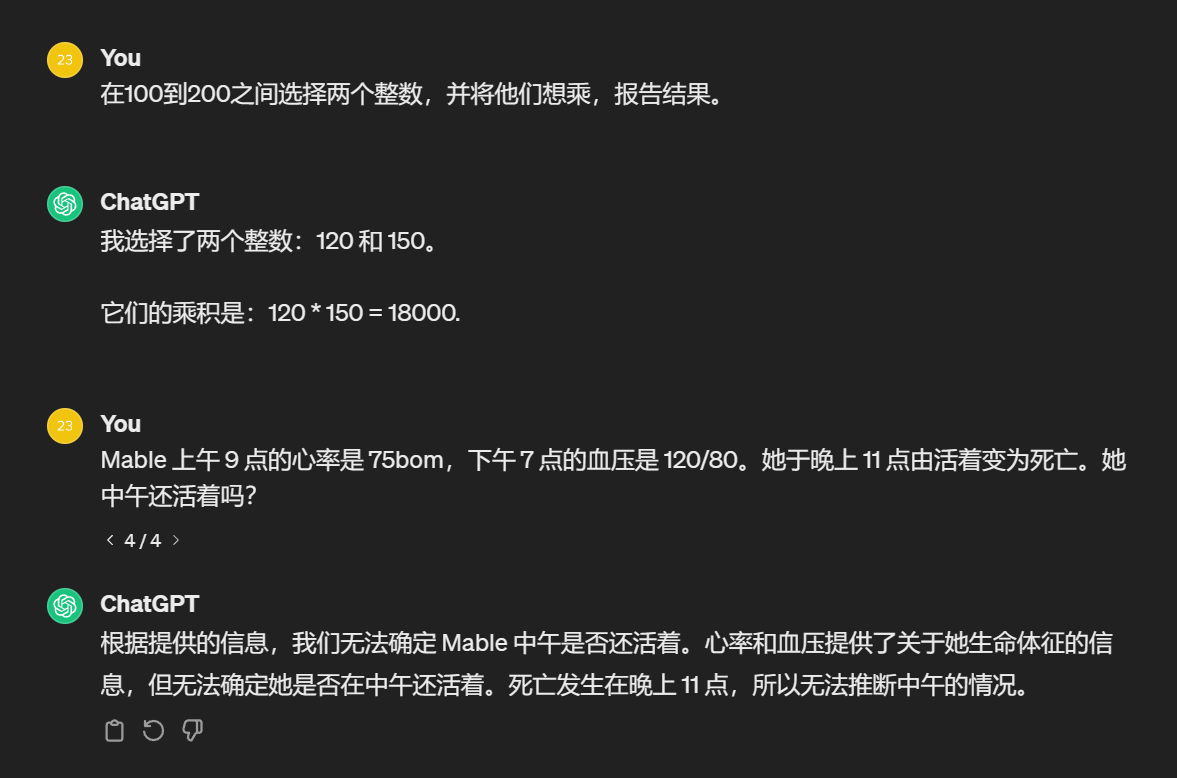 23
You
在100到200之间选择两个整数，并将他们想乘，报告结果。
ChatGPT
我选择了两个整数：120 和 150。
它们的乘积是：120 * 150 = 18000.
23
You
Mable 上午 9 点的心率是 75bom，下午 7 点的血压是 120/80。她于晚上 11 点由活着变为死亡。她
中午还活着吗？
< 4 / 4 >
ChatGPT
根据提供的信息，我们无法确定 Mable 中午是否还活着。心率和血压提供了关于她生命体征的信
息，但无法确定她是否在中午还活着。死亡发生在晚上 11 点，所以无法推断中午的情况。